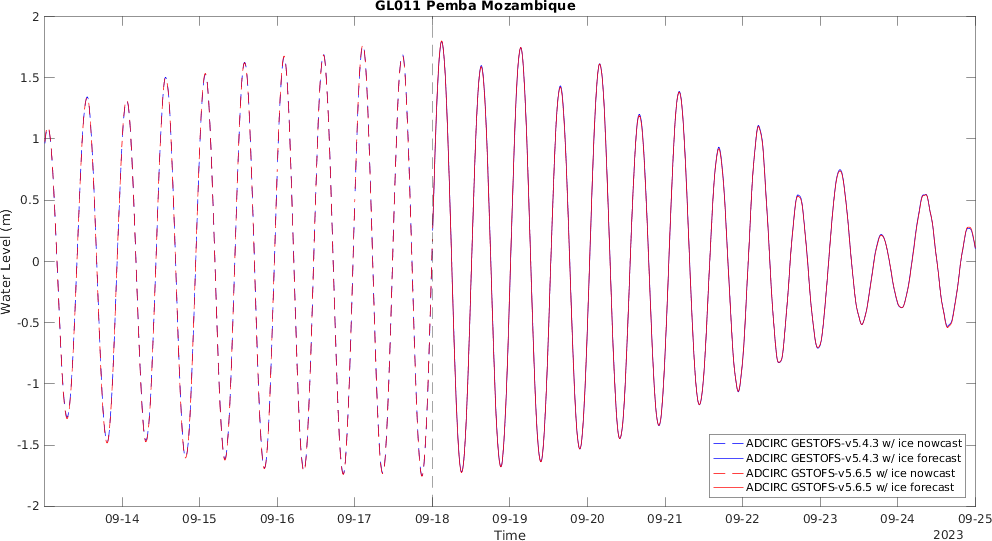 GL011 Pemba Mozambique
2
1.5
1
0.5
0
-0.5
-1
-1.5
-2
Water Level (m)
ADCIRC GESTOFS-v5.4.3 w/ ice nowcast
ADCIRC GESTOFS-v5.4.3 w/ ice forecast
ADCIRC GSTOFS-v5.6.5 w/ ice nowcast
ADCIRC GSTOFS-v5.6.5 w/ ice forecast
09-14 09-15 09-16 09-17 09-18 09-19 09-20 09-21 09-22 09-23 09-24 09-25
Time
2023